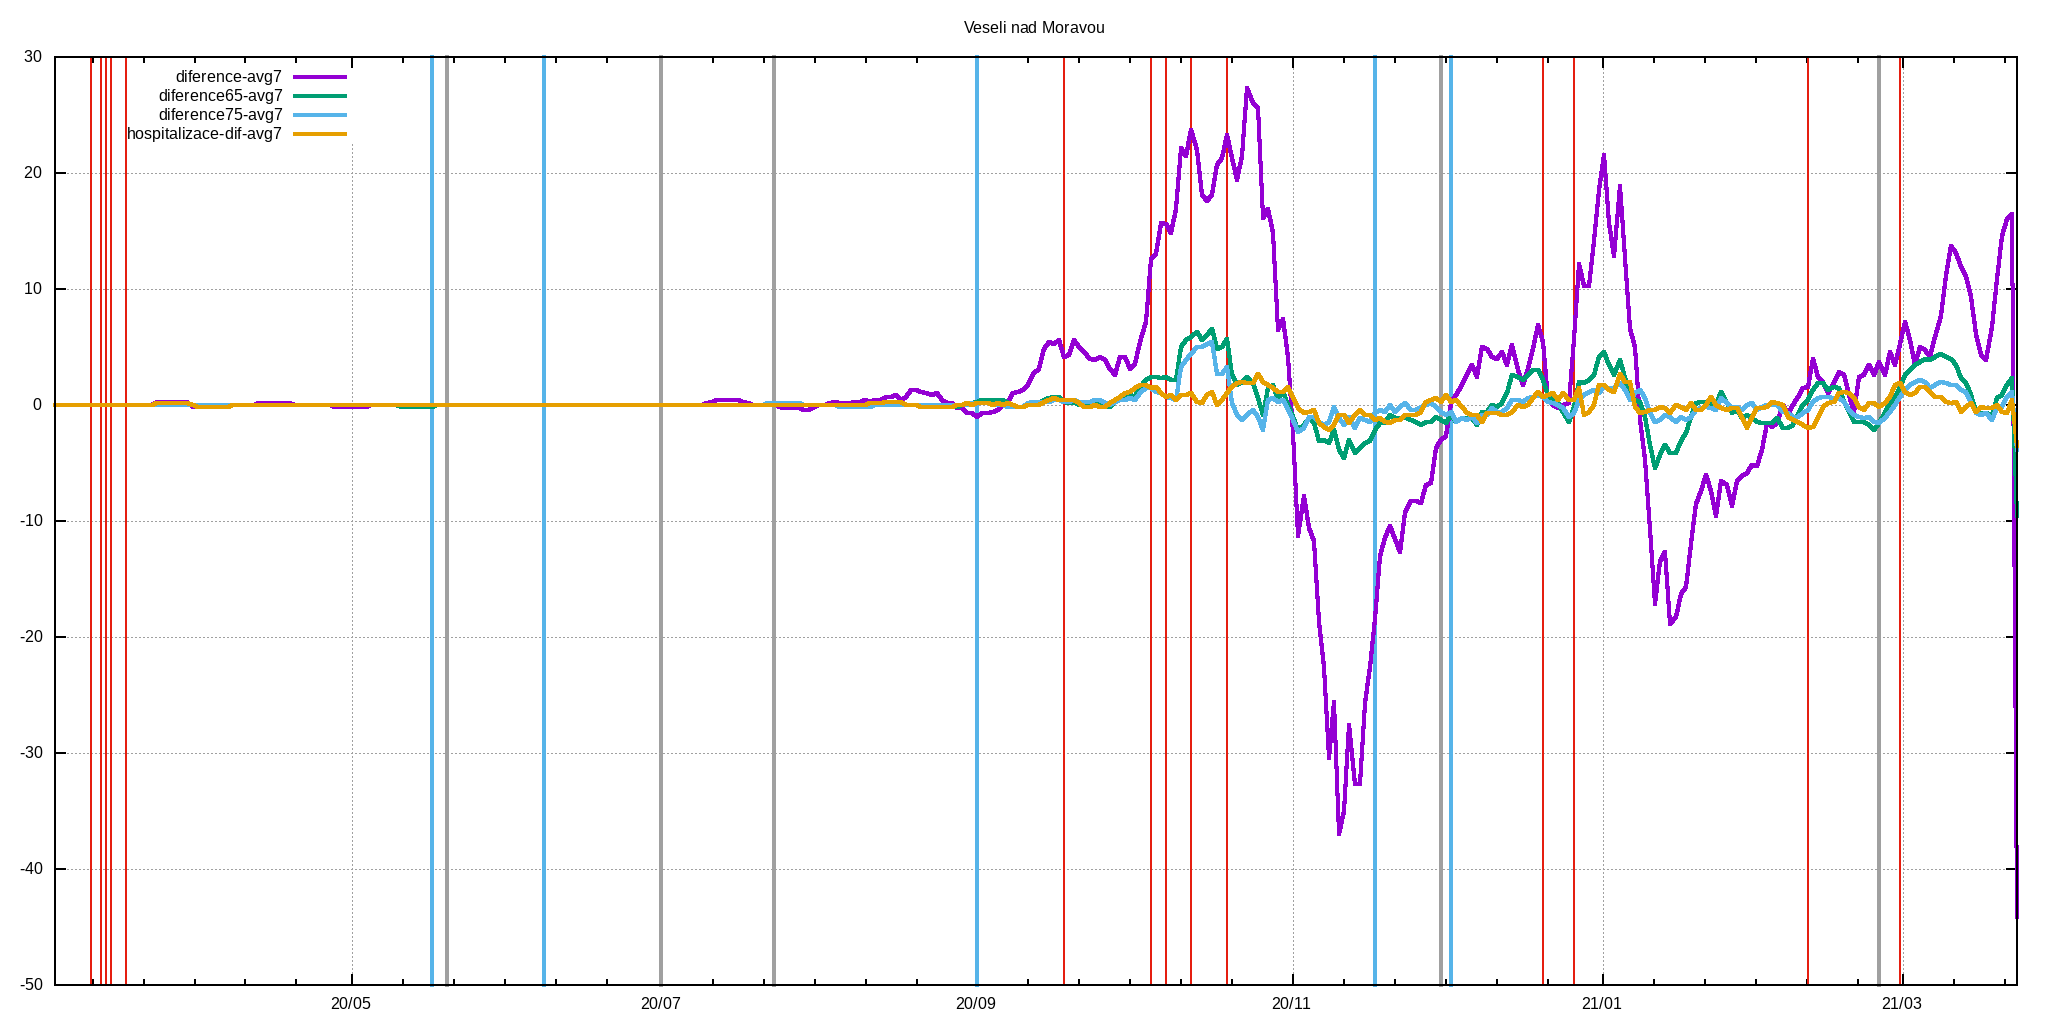 Veseli nad Moravou
30
diference-avg7
diference65-avg7
diference75-avg7
hospitalizace-dif-avg7
20
10
0
-10
-20
-30
-40
-50
20/05 20/07 20/09 20/11 21/01 21/03